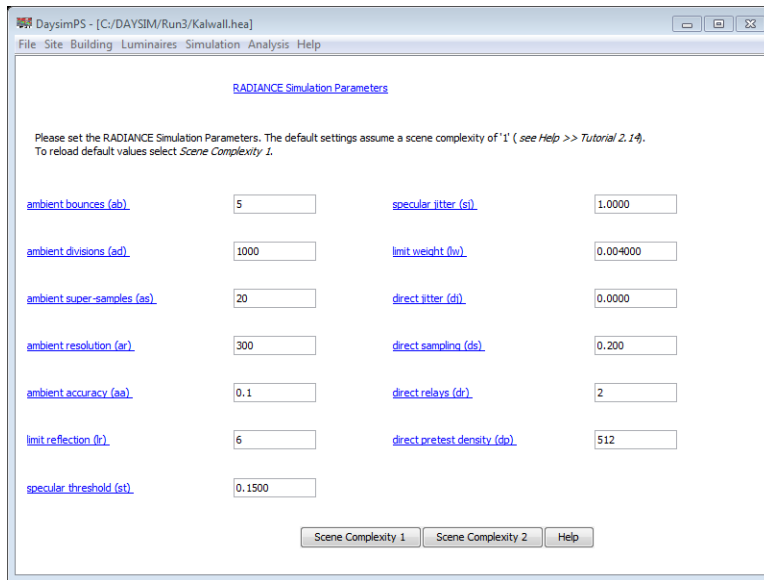 DaysimPS - [C:/DAYSIM/Run3/Kalwall.hea]
File Site Building Luminaires Simulation Analysis Help
RADIANCE Simulation Parameters
Please set the RADIANCE Simulation Parameters. The default settings assume a scene complexity of '1' ( see Help >> Tutorial 2.14).
To reload default values select Scene Complexity 1.
ambient bounces (ab) 5 specular jitter (sj) 1.0000
ambient divisions (ad) 1000 limit weight (lw) 0.004000
ambient super-samples (as) 20 direct jitter (dj) 0.0000
ambient resolution (ar) 300 direct sampling (ds) 0.200
ambient accuracy (aa) 0.1 direct relays (dr) 2
limit reflection (lr) 6 direct pretest density (dp) 512
specular threshold (st) 0.1500
Scene Complexity 1 Scene Complexity 2 Help